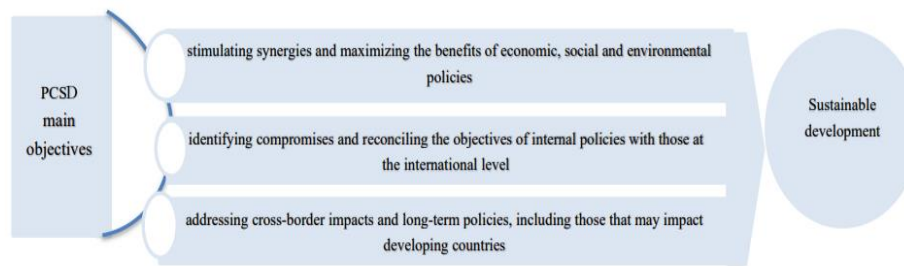 PCSD
main
objectives
stimulating synergies and maximizing the benefits of economic, social and environmental
policies
identifying compromises and reconciling the objectives of internal policies with those at
the international level
addressing cross-border impacts and long-term policies, including those that may impact
developing countries
Sustainable
development